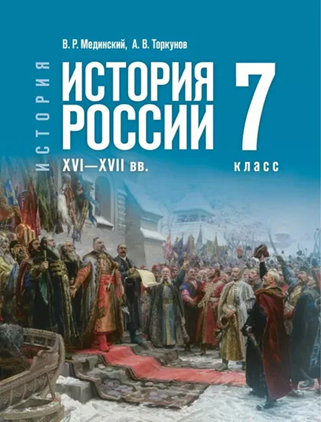 В. Р. Мединский, А. В. Торкунов
ИСТОРИЯ
ИСТОРИЯ
РОССИИ
7
класс
XVI—XVII вв.